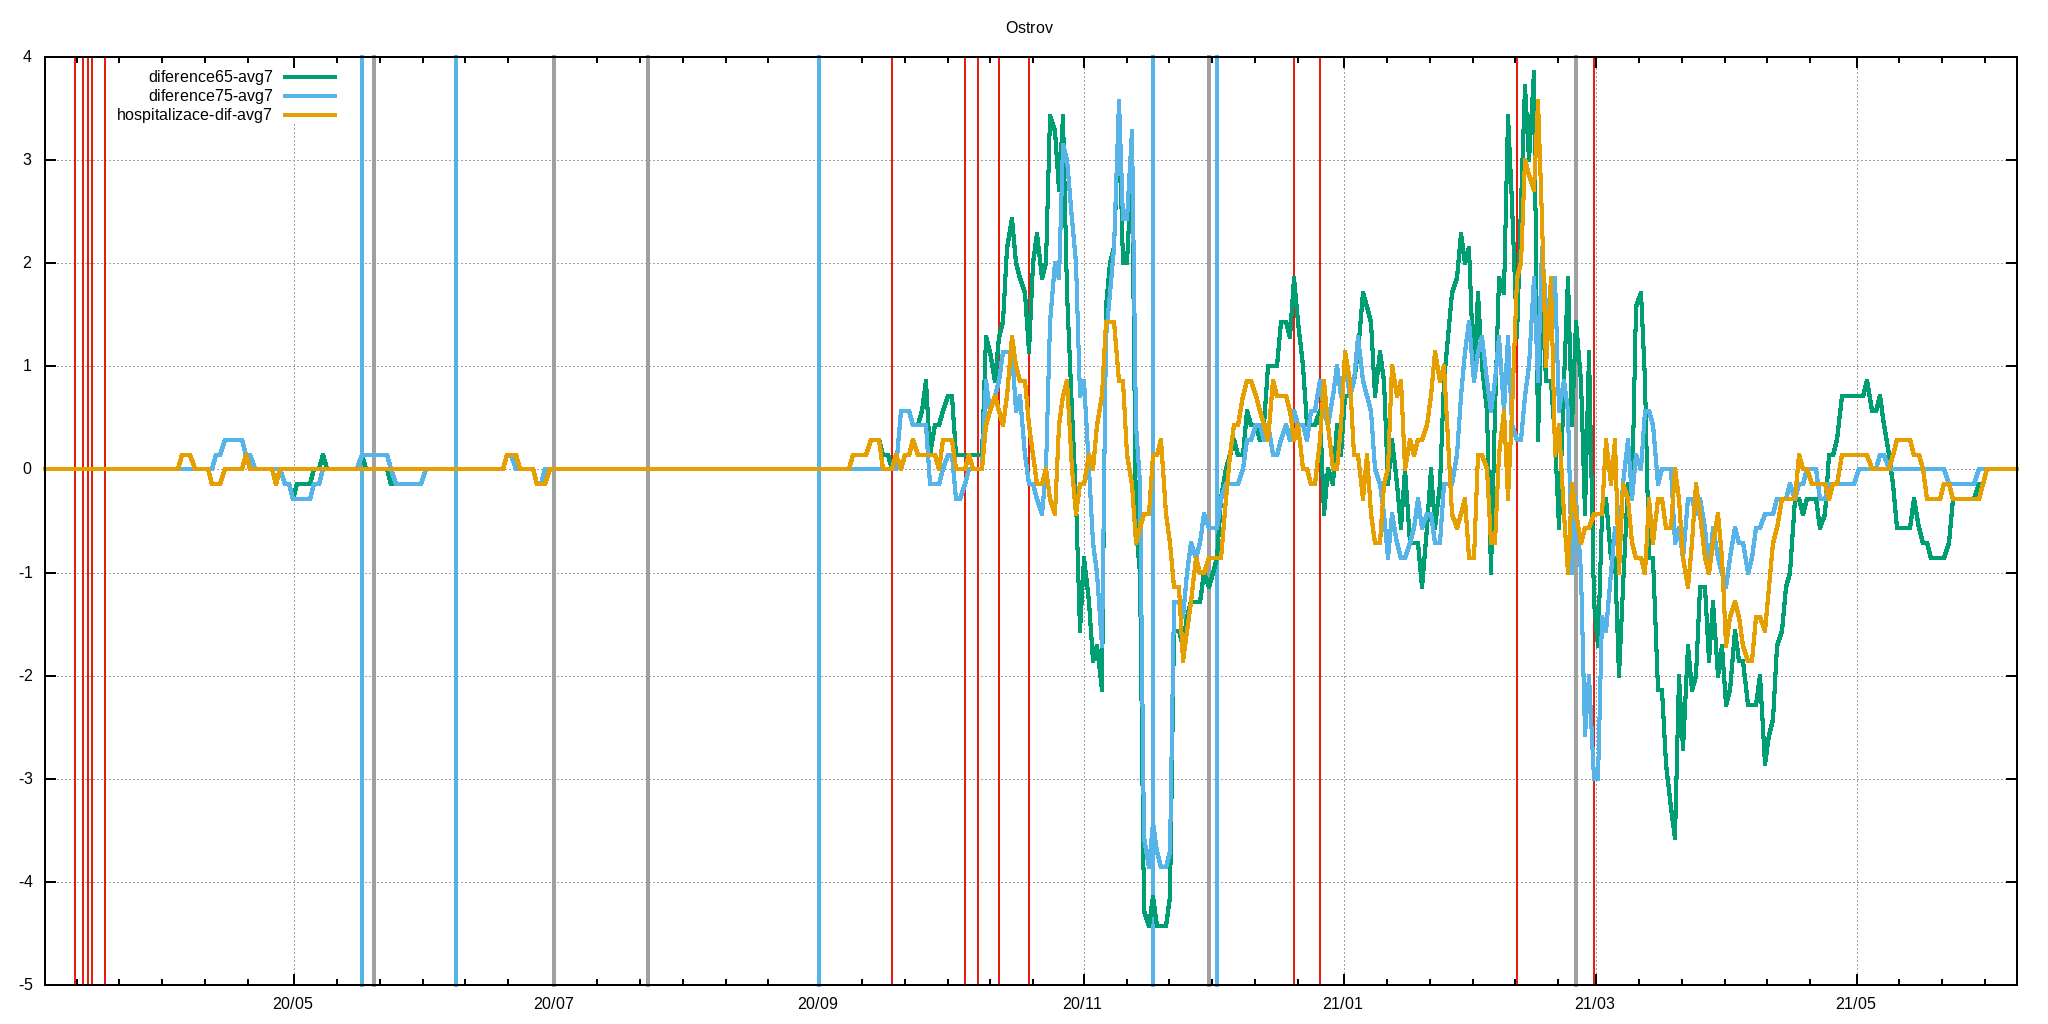 Ostrov
diference65-avg7
diference75-avg7
hospitalizace-dif-avg7
4
3
2
1
0
-1
-2
-3
-4
-5
20/05 20/07 20/09 20/11 21/01 21/03 21/05